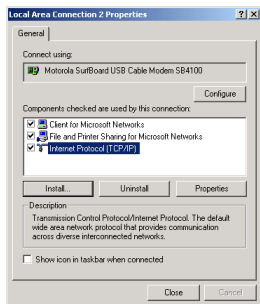 Local Area Connection 2 Properties
General
Connect using:
Motorola SurfBoard USB Cable Modem SB4100
Configure
Components checked are used by this connection:
Client for Microsoft Networks
File and Printer Sharing for Microsoft Networks
Internet Protocol (TCP/IP)
Install...
Uninstall
Properties
Description
Transmission Control Protocol/Internet Protocol. The default
wide area network protocol that provides communication
across diverse interconnected networks.
Show icon in taskbar when connected
Close
Cancel